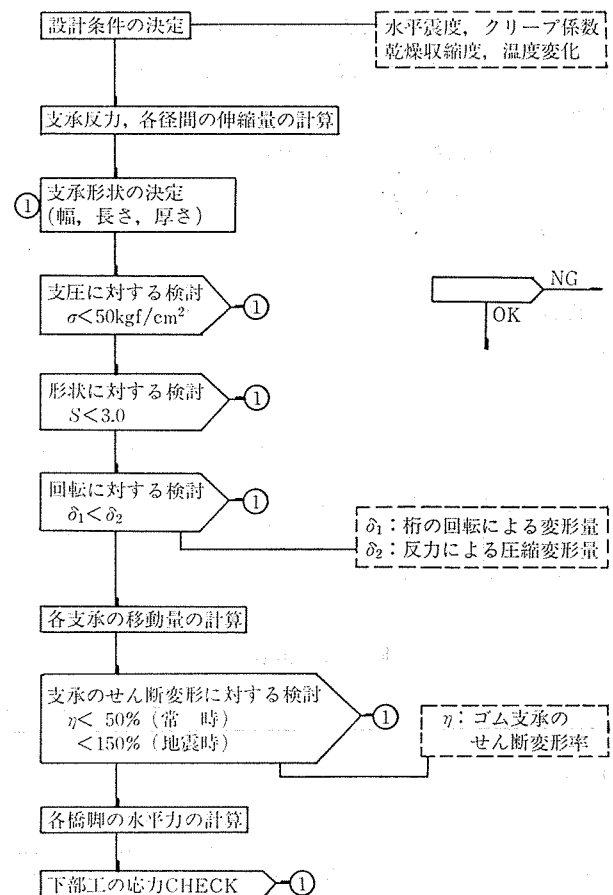 設計条件の決定
水平震度，クリープ係数
乾燥収縮度，温度変化
支承反力，各径間の伸縮量の計算
①
支承形状の決定
(幅，長さ，厚さ)
支圧に対する検討
σ<50kgf/cm²
①
NG
OK
形状に対する検討
S<3.0
①
回転に対する検討
δ₁<δ₂
①
δ₁：桁の回転による変形量
δ₂：反力による圧縮変形量
各支承の移動量の計算
支承のせん断変形に対する検討
η< 50% (常　時)
<150% (地震時)
①
η：ゴム支承の
せん断変形率
各橋脚の水平力の計算
下部工の応力CHECK
①